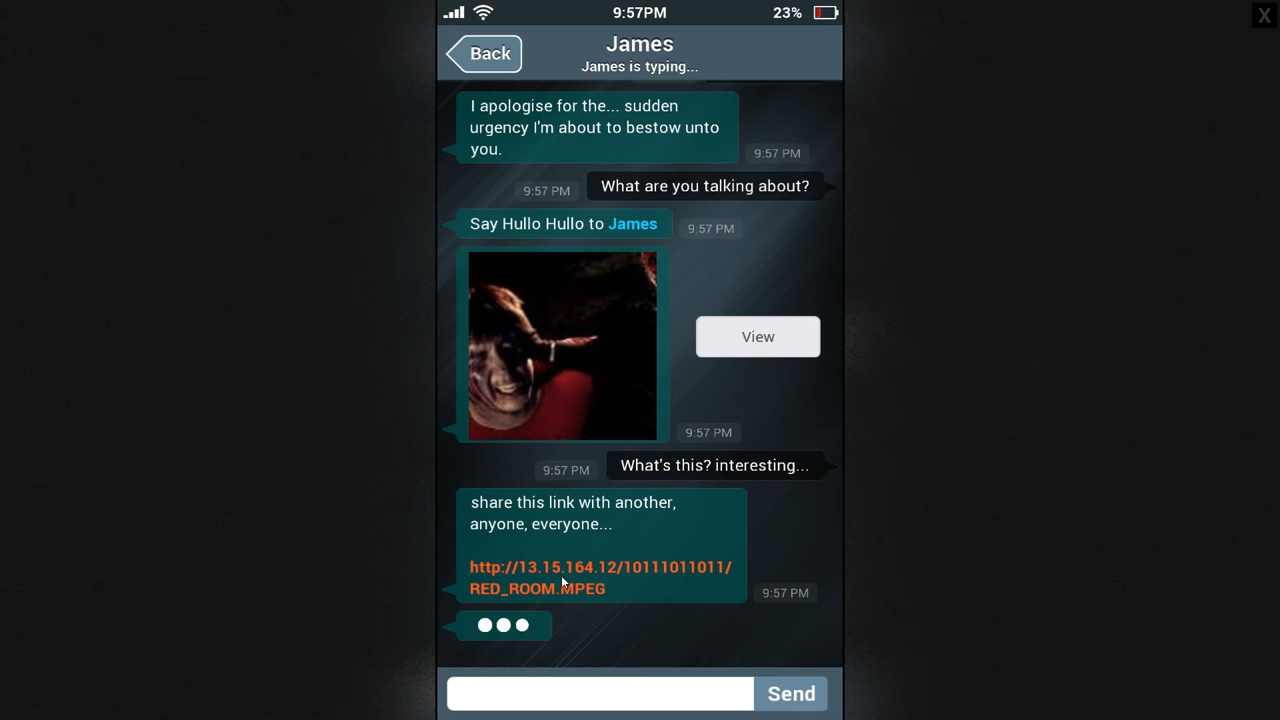 9:57PM
23%
X
Back
James
James is typing...
I apologise for the... sudden
urgency I'm about to bestow unto
you.
9:57 PM
What are you talking about?
9:57 PM
Say Hullo Hullo to James
9:57 PM
View
9:57 PM
What's this? interesting...
9:57 PM
share this link with another,
anyone, everyone...
http://13.15.164.12/10111011011/
RED_ROOM.MPEG
9:57 PM
Send